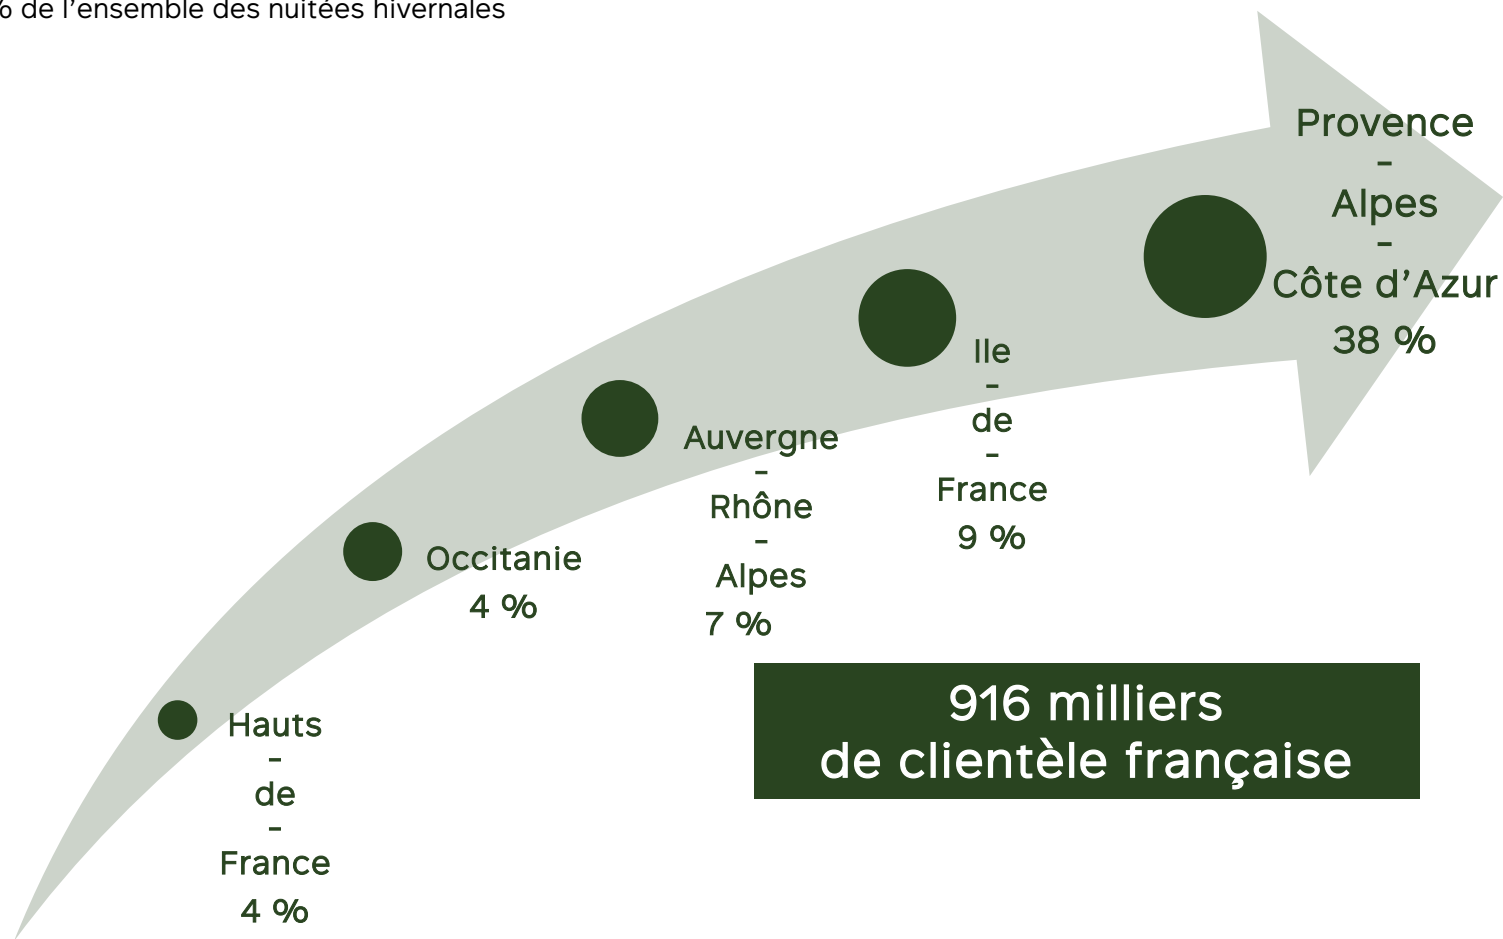 % de l’ensemble des nuitées hivernales
Provence
-
Alpes
-
Côte d’Azur
38 %
Ile
-
de
-
France
9 %
Auvergne
-
Rhône
-
Alpes
7 %
Occitanie
4 %
Hauts
-
de
-
France
4 %
916 milliers
de clientèle française